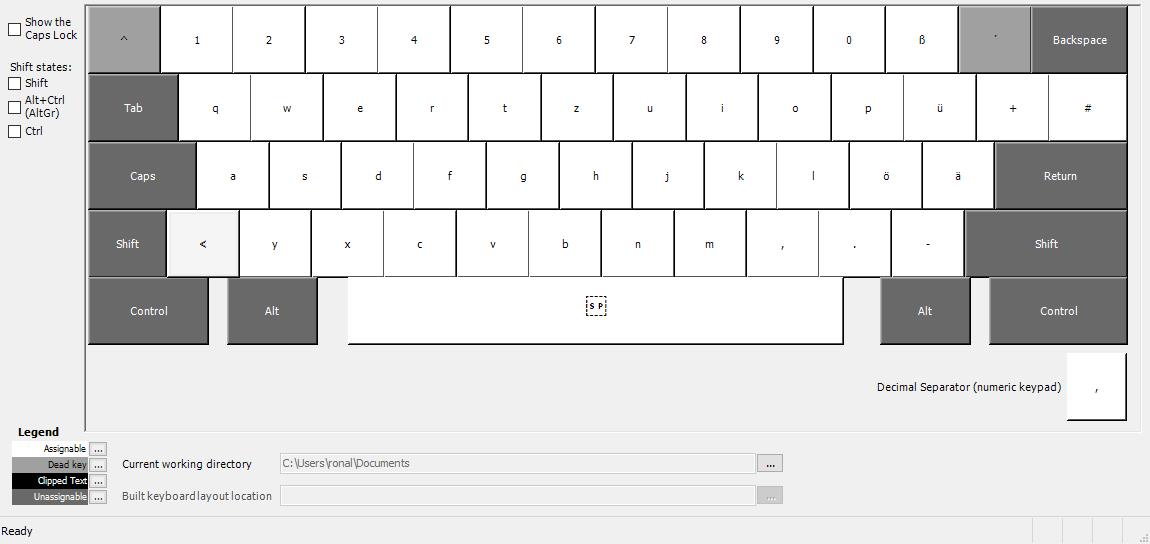 Show the
Caps Lock
^ 1 2 3 4 5 6 7 8 9 0 ß ´ Backspace
Shift states:
Shift
Alt+Ctrl
(AltGr)
Ctrl
Tab q w e r t z u i o p ü + #
Caps a s d f g h j k l ö ä Return
Shift < y x c v b n m , . - Shift
Control Alt SP Alt Control
Decimal Separator (numeric keypad) ,
Legend
Assignable ...
Dead key ...
Clipped Text ...
Unassignable ...
Current working directory C:\Users\ronal\Documents ...
Built keyboard layout location ...
Ready